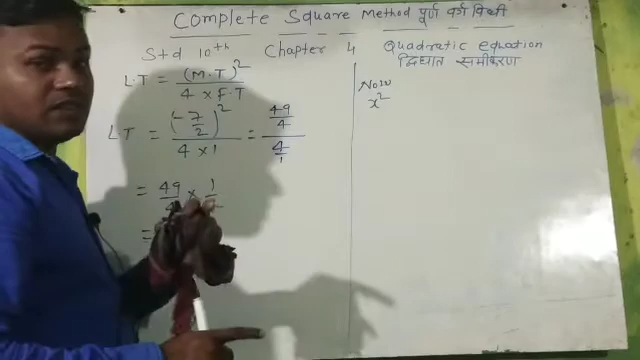 Complete Square Method पूर्ण वर्ग विधी
Std 10th Chapter 4 Quadratic equation
द्विघात समीकरण
L.T = (M.T)² / 4 × F.T
L.T = (-7/2)² / 4 × 1 = 49/4 / 4/1
= 49/4 × 1/
=
Now
x²